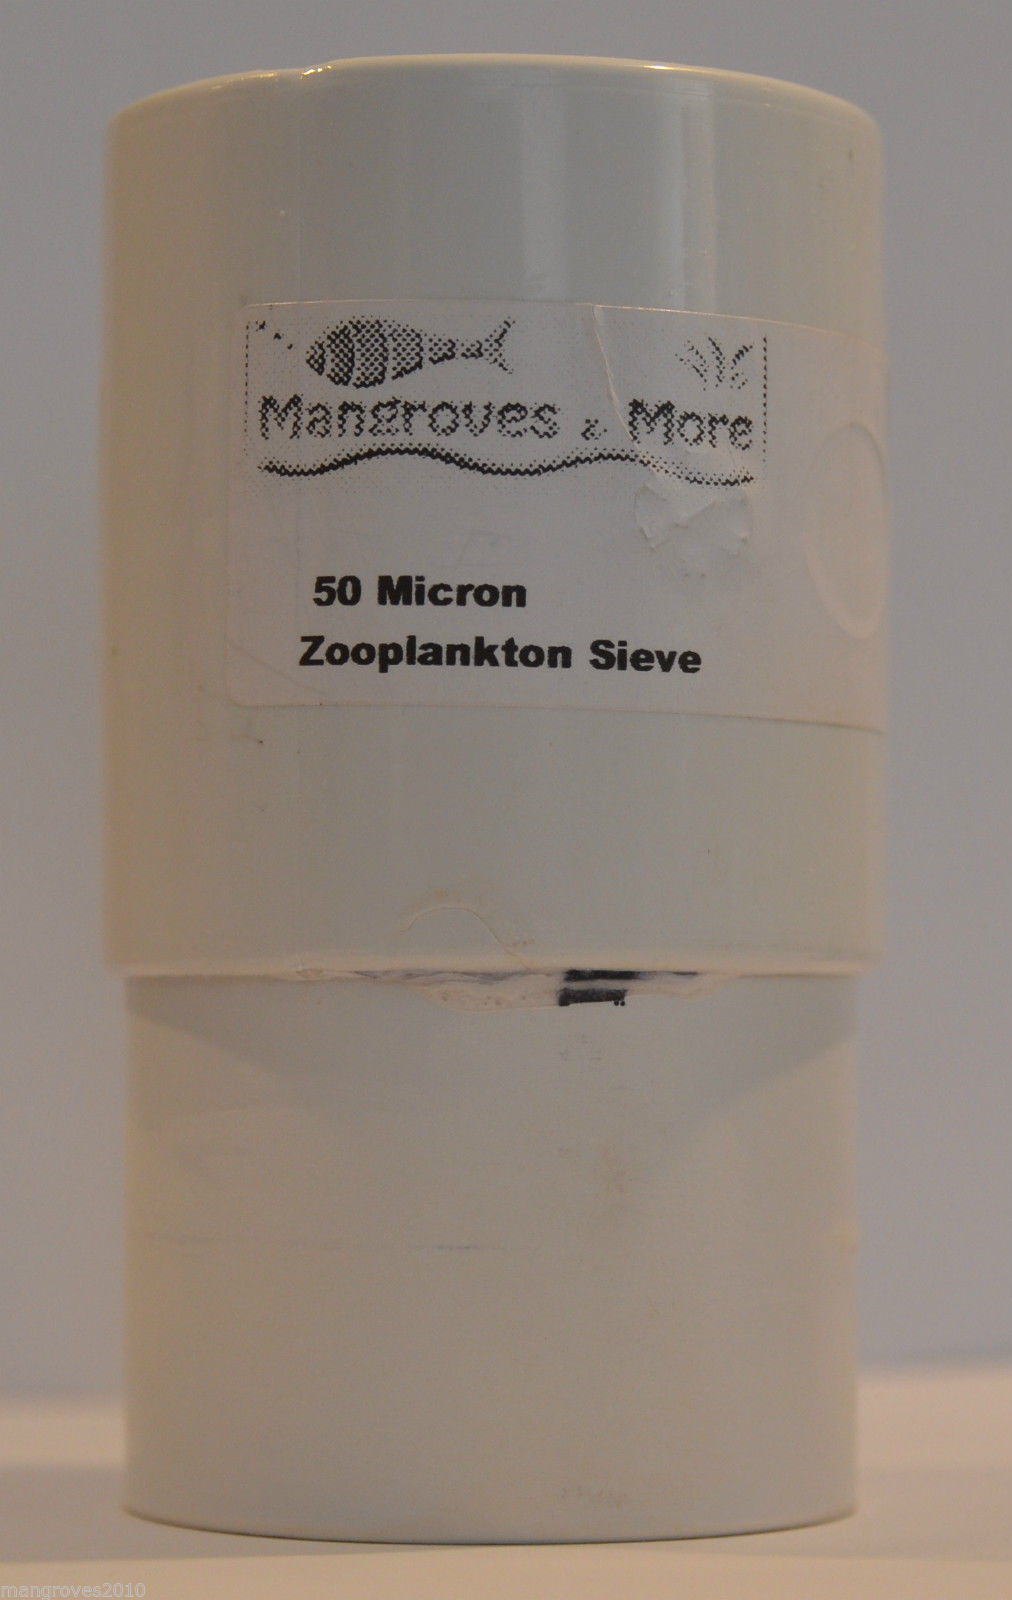 Mangroves & More
50 Micron
Zooplankton Sieve
mangroves2010